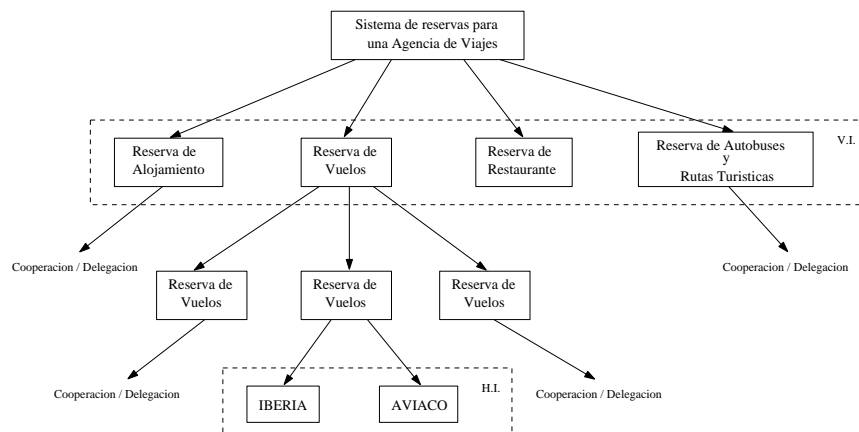 Sistema de reservas para
una Agencia de Viajes
V.I.
Reserva de
Alojamiento
Reserva de
Vuelos
Reserva de
Restaurante
Reserva de Autobuses
y
Rutas Turisticas
Cooperacion / Delegacion
Cooperacion / Delegacion
Reserva de
Vuelos
Reserva de
Vuelos
Reserva de
Vuelos
Cooperacion / Delegacion
H.I.
Cooperacion / Delegacion
IBERIA
AVIACO